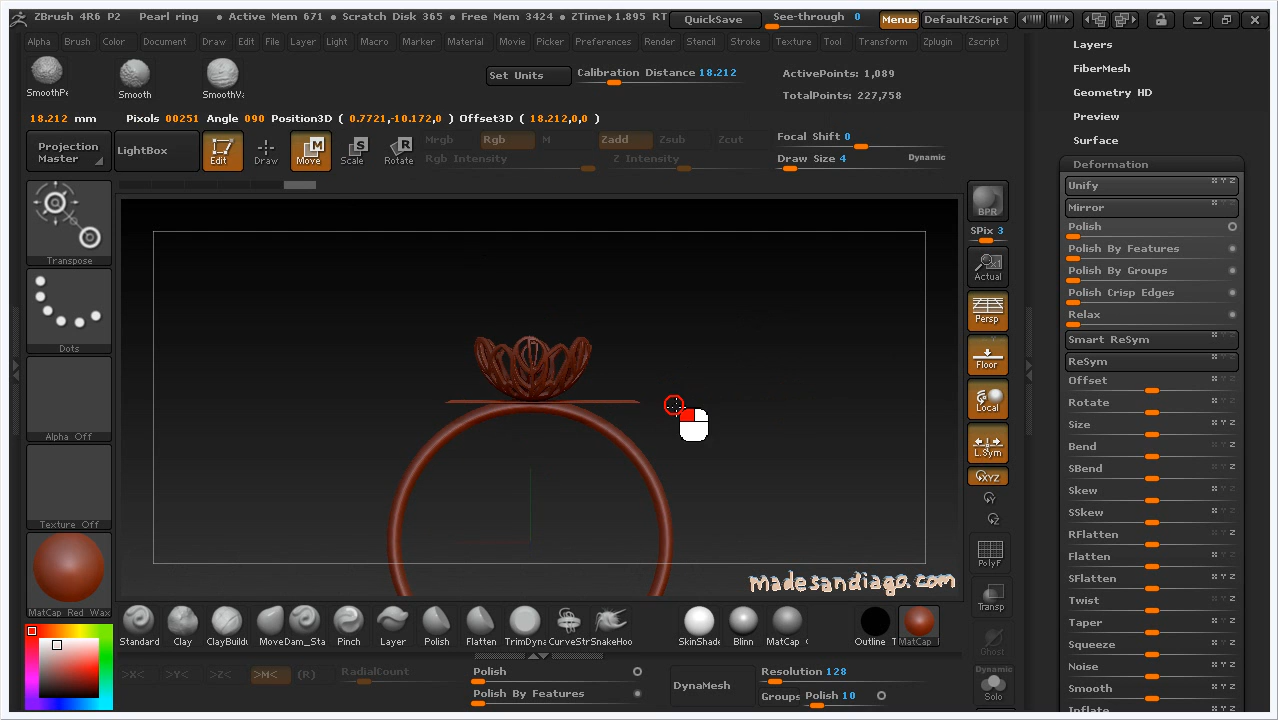 ZBrush 4R6 P2 Pearl ring • Active Mem 671 • Scratch Disk 365 • Free Mem 3424 • ZTime▸1.895 RT QuickSave See-through 0 Menus DefaultZScript
Alpha Brush Color Document Draw Edit File Layer Light Macro Marker Material Movie Picker Preferences Render Stencil Stroke Texture Tool Transform Zplugin Zscript
SmoothPe Smooth SmoothVa
Set Units Calibration Distance 18.212
ActivePoints: 1,089
TotalPoints: 227,758
18.212 mm Pixols 00251 Angle 090 Position3D ( 0.7721,-10.172,0 ) Offset3D ( 18.212,0,0 )
Projection Master
LightBox
Edit Draw Move Scale Rotate
Mrgb Rgb M Zadd Zsub Zcut
Rgb Intensity Z Intensity
Focal Shift 0
Draw Size 4 Dynamic
Transpose
Dots
Alpha Off
Texture Off
MatCap Red Wax
BPR
SPix 3
Actual
Persp
Floor
Local
L.Sym
XYZ
Y
Z
PolyF
Transp
Ghost
Dynamic
Solo
Layers
FiberMesh
Geometry HD
Preview
Surface
Deformation
Unify X Y Z
Mirror X Y Z
Polish
Polish By Features
Polish By Groups
Polish Crisp Edges
Relax
Smart ReSym X Y Z
ReSym X Y Z
Offset X Y Z
Rotate X Y Z
Size X Y Z
Bend X Y Z
SBend X Y Z
Skew X Y Z
SSkew X Y Z
RFlatten X Y Z
Flatten X Y Z
SFlatten X Y Z
Twist X Y Z
Taper X Y Z
Squeeze X Y Z
Noise X Y Z
Smooth X Y Z
Inflate
madesandiago.com
Standard Clay ClayBuildu MoveDam_Sta Pinch Layer Polish Flatten TrimDyna CurveStrSnakeHoo SkinShade Blinn MatCap Outline T MatCap
>X< >Y< >Z< >M< (R) RadialCount
Polish
Polish By Features
DynaMesh
Resolution 128
Groups Polish 10